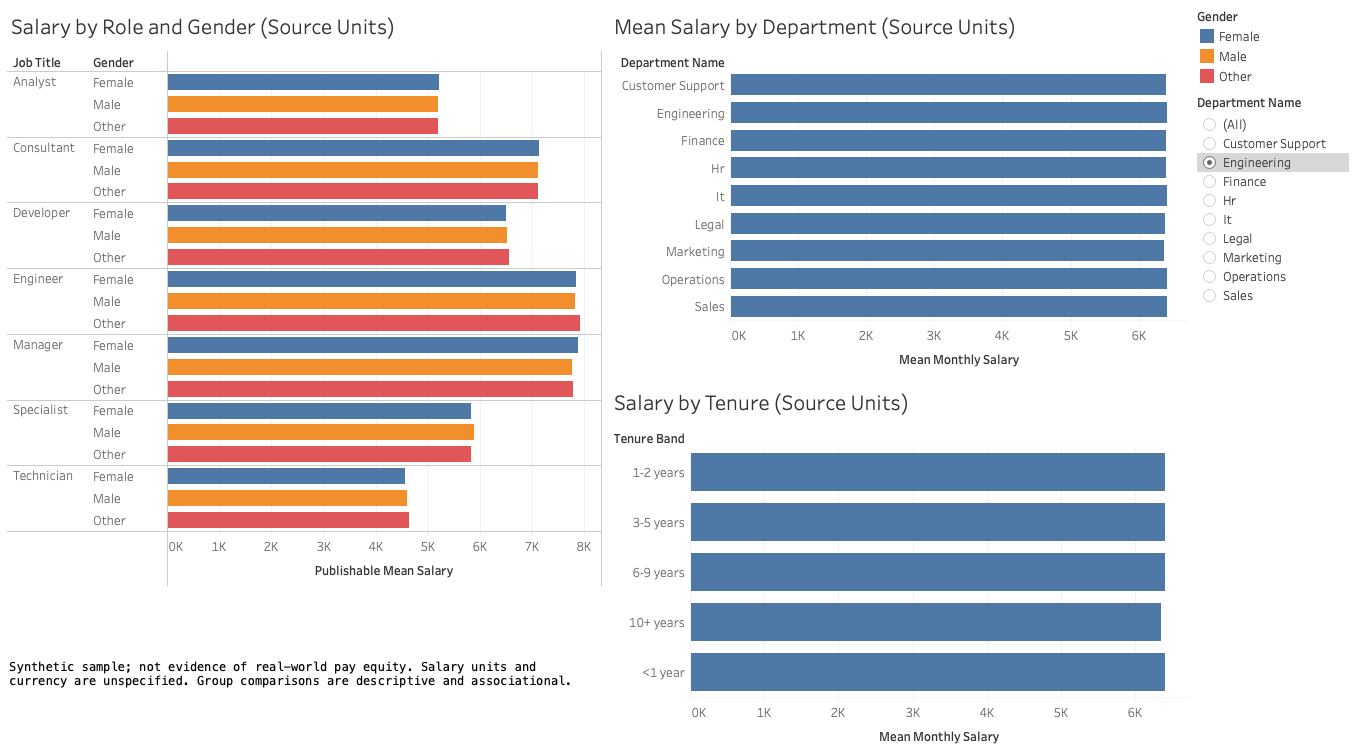 Salary by Role and Gender (Source Units)
Job Title Gender
Analyst Female
Male
Other
Consultant Female
Male
Other
Developer Female
Male
Other
Engineer Female
Male
Other
Manager Female
Male
Other
Specialist Female
Male
Other
Technician Female
Male
Other
0K 1K 2K 3K 4K 5K 6K 7K 8K
Publishable Mean Salary
Synthetic sample; not evidence of real–world pay equity. Salary units and
currency are unspecified. Group comparisons are descriptive and associational.
Mean Salary by Department (Source Units)
Department Name
Customer Support
Engineering
Finance
Hr
It
Legal
Marketing
Operations
Sales
0K 1K 2K 3K 4K 5K 6K
Mean Monthly Salary
Salary by Tenure (Source Units)
Tenure Band
1-2 years
3-5 years
6-9 years
10+ years
<1 year
0K 1K 2K 3K 4K 5K 6K
Mean Monthly Salary
Gender
Female
Male
Other
Department Name
(All)
Customer Support
Engineering
Finance
Hr
It
Legal
Marketing
Operations
Sales